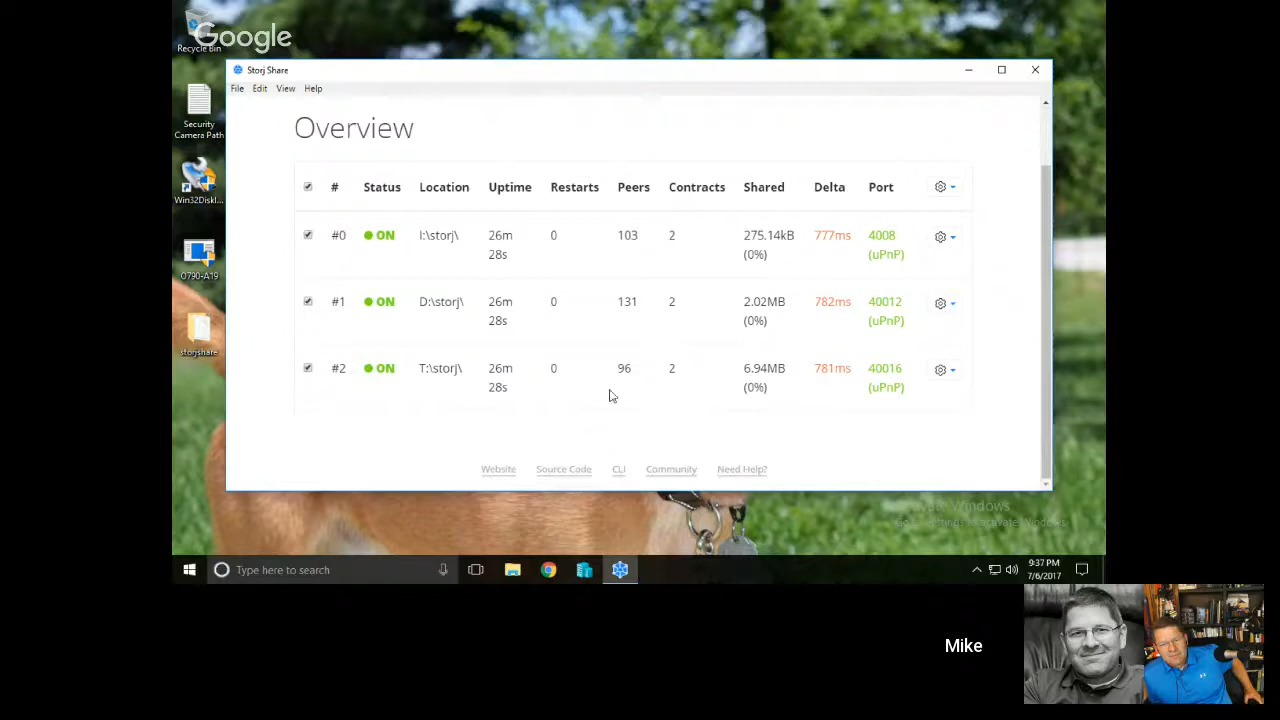 Google
Recycle Bin
Storj Share
File Edit View Help
Security
Camera Path
Overview
Win32Diskl...
# Status Location Uptime Restarts Peers Contracts Shared Delta Port
#0 ON I:\storj\ 26m 0 103 2 275.14kB 777ms 4008
28s (0%) (uPnP)
0790-A19
#1 ON D:\storj\ 26m 0 131 2 2.02MB 782ms 40012
28s (0%) (uPnP)
storjshare
#2 ON T:\storj\ 26m 0 96 2 6.94MB 781ms 40016
28s (0%) (uPnP)
Website Source Code CLI Community Need Help?
Windows
Type here to search
9:37 PM
7/6/2017
Mike